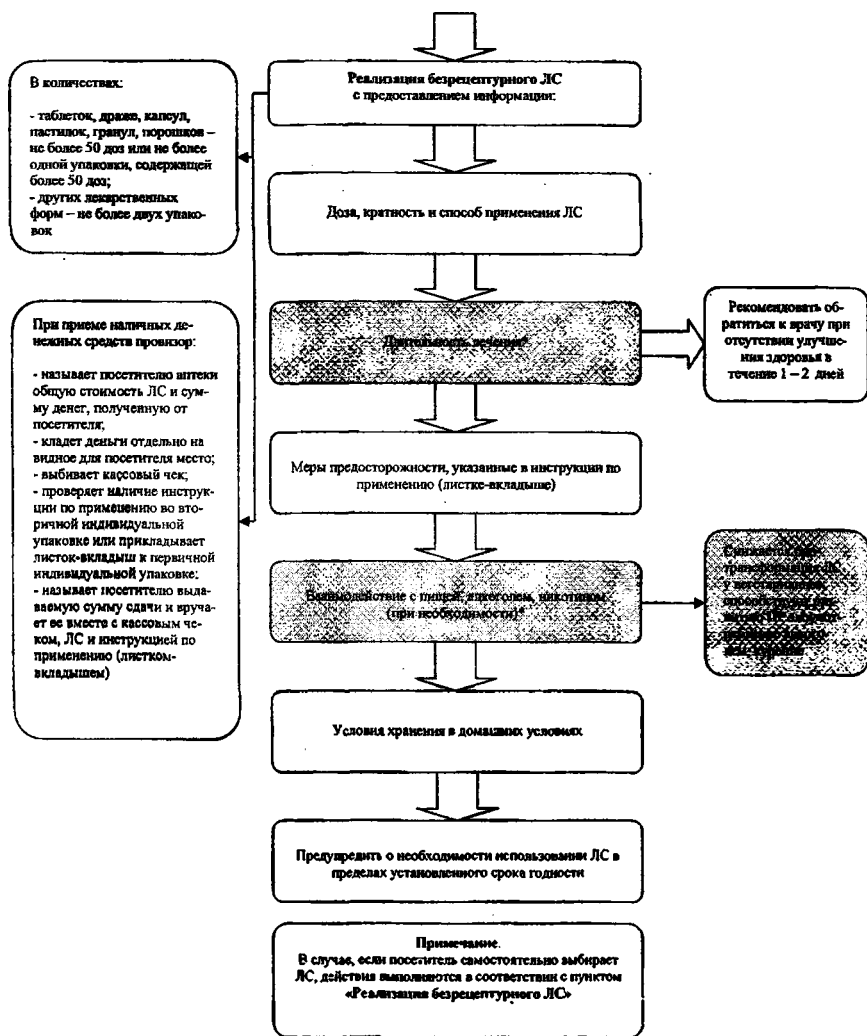 В количествах:
- таблеток, драже, капсул,
пастилок, гранул, порошков –
не более 50 доз или не более
одной упаковки, содержащей
более 50 доз;
- других лекарственных
форм – не более двух упако-
вок
Реализация безрецептурного ЛС
с предоставлением информации:
Доза, кратность и способ применения ЛС
Длительность лечения*
Рекомендовать об-
ратиться к врачу при
отсутствии улучше-
ния здоровья в
течение 1 – 2 дней
При приеме наличных де-
нежных средств провизор:
- называет посетителю аптеки
общую стоимость ЛС и сум-
му денег, полученную от
посетителя;
- кладет деньги отдельно на
видное для посетителя место;
- выбивает кассовый чек;
- проверяет наличие инструк-
ции по применению во вто-
ричной индивидуальной
упаковке или прикладывает
листок-вкладыш к первичной
индивидуальной упаковке;
- называет посетителю выда-
ваемую сумму сдачи и вруча-
ет ее вместе с кассовым че-
ком, ЛС и инструкцией по
применению (листком-
вкладышем)
Меры предосторожности, указанные в инструкции по
применению (листке-вкладыше)
Взаимодействие с пищей, алкоголем, никотином
(при необходимости)*
Условия хранения в домашних условиях
Предупредить о необходимости использовании ЛС в
пределах установленного срока годности
Примечание.
В случае, если посетитель самостоятельно выбирает
ЛС, действия выполняются в соответствии с пунктом
«Реализация безрецептурного ЛС»